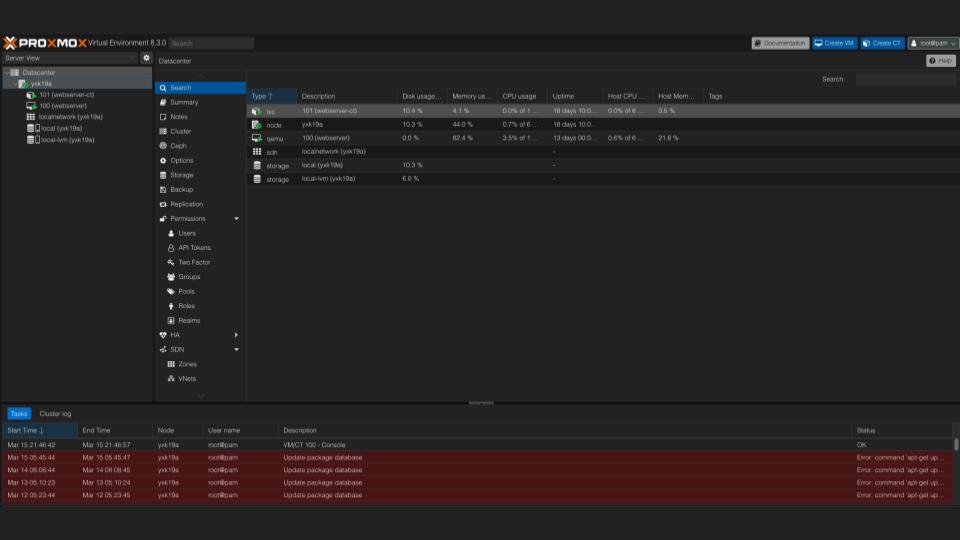 PROXMOX Virtual Environment 8.3.0 Search Documentation Create VM Create CT root@pam
Server View
Datacenter
Help
Datacenter
yxk19a
101 (webserver-ct)
100 (webserver)
localnetwork (yxk19a)
local (yxk19a)
local-lvm (yxk19a)
Search
Summary
Notes
Cluster
Ceph
Options
Storage
Backup
Replication
Permissions
Users
API Tokens
Two Factor
Groups
Pools
Roles
Realms
HA
SDN
Zones
VNets
Search:
Type ↑ Description Disk usage... Memory us... CPU usage Uptime Host CPU ... Host Mem... Tags
lxc 101 (webserver-ct) 10.4 % 4.1 % 0.0% of 1 ... 18 days 10:0... 0.0% of 6 ... 0.5 %
node yxk19a 10.3 % 44.0 % 0.7% of 6 ... 18 days 10:0...
qemu 100 (webserver) 0.0 % 82.4 % 3.5% of 1 ... 13 days 00:0... 0.6% of 6 ... 21.8 %
sdn localnetwork (yxk19a) -
storage local (yxk19a) 10.3 % -
storage local-lvm (yxk19a) 6.0 % -
Tasks Cluster log
Start Time ↓ End Time Node User name Description Status
Mar 15 21:46:42 Mar 15 21:46:57 yxk19a root@pam VM/CT 100 - Console OK
Mar 15 05:45:44 Mar 15 05:45:47 yxk19a root@pam Update package database Error: command 'apt-get up...
Mar 14 08:08:44 Mar 14 08:08:45 yxk19a root@pam Update package database Error: command 'apt-get up...
Mar 13 05:10:23 Mar 13 05:10:24 yxk19a root@pam Update package database Error: command 'apt-get up...
Mar 12 05:23:44 Mar 12 05:23:45 yxk19a root@pam Update package database Error: command 'apt-get up...